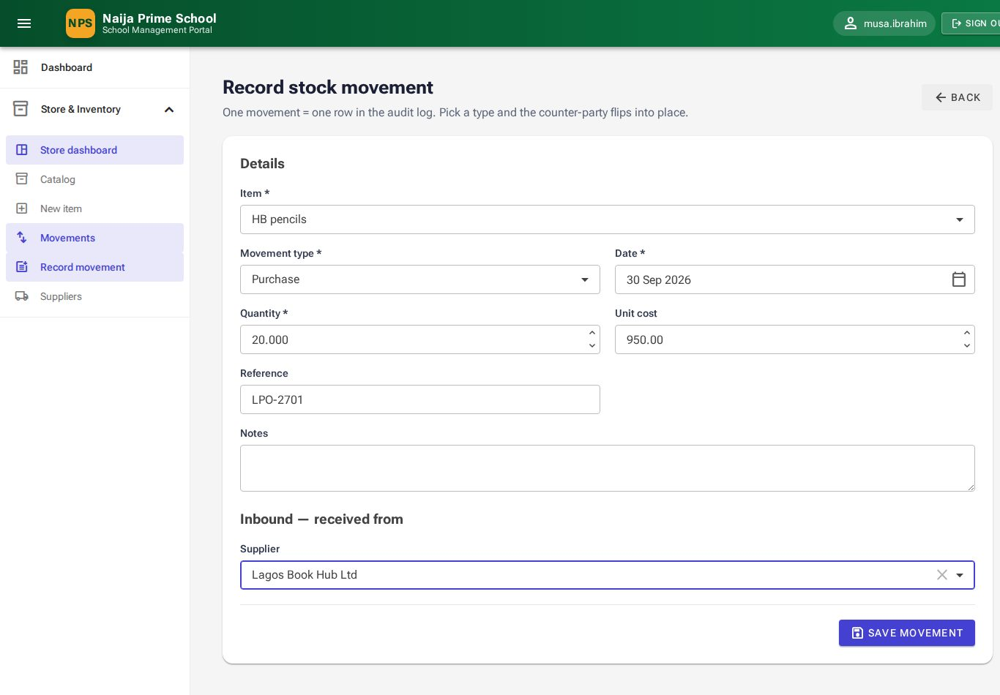 NPS
Naija Prime School
School Management Portal
musa.ibrahim
SIGN OU
Dashboard
Store & Inventory
Store dashboard
Catalog
New item
Movements
Record movement
Suppliers
Record stock movement
One movement = one row in the audit log. Pick a type and the counter-party flips into place.
BACK
Details
Item *
HB pencils
Movement type *
Purchase
Date *
30 Sep 2026
Quantity *
20.000
Unit cost
950.00
Reference
LPO-2701
Notes
Inbound — received from
Supplier
Lagos Book Hub Ltd
SAVE MOVEMENT